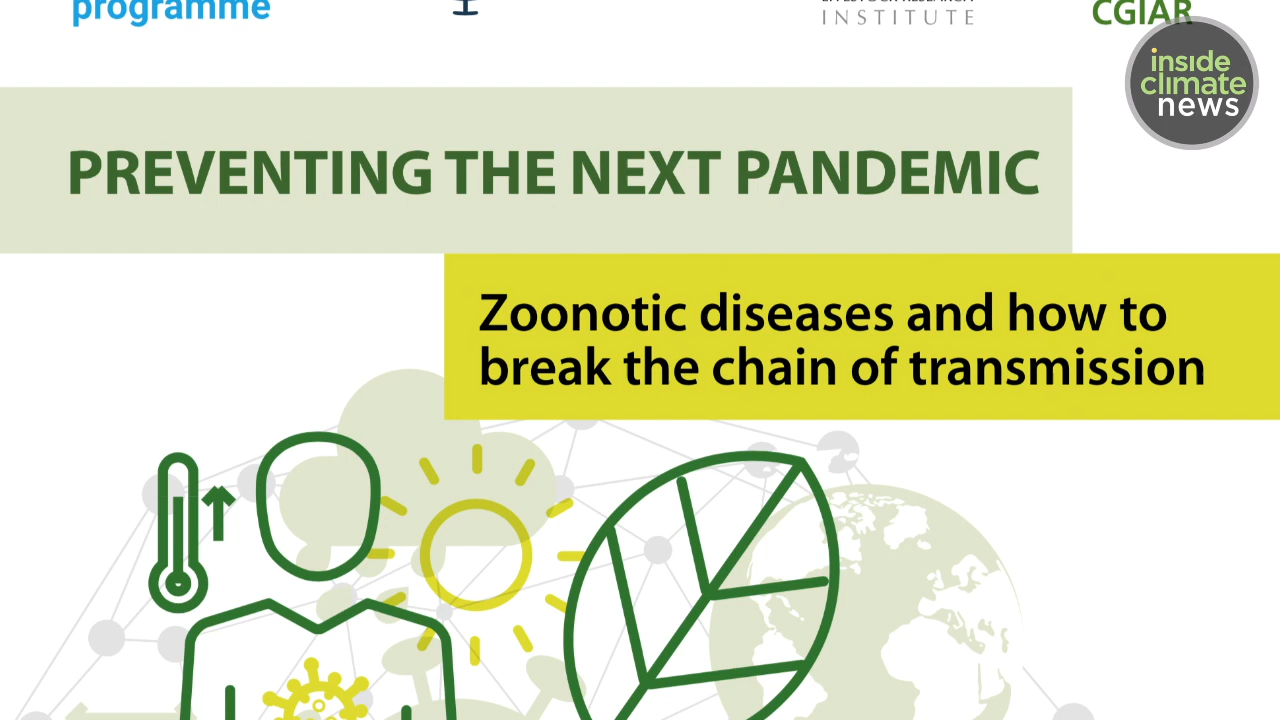 programme
INSTITUTE
CGIAR
inside
climate
news
PREVENTING THE NEXT PANDEMIC
Zoonotic diseases and how to
break the chain of transmission